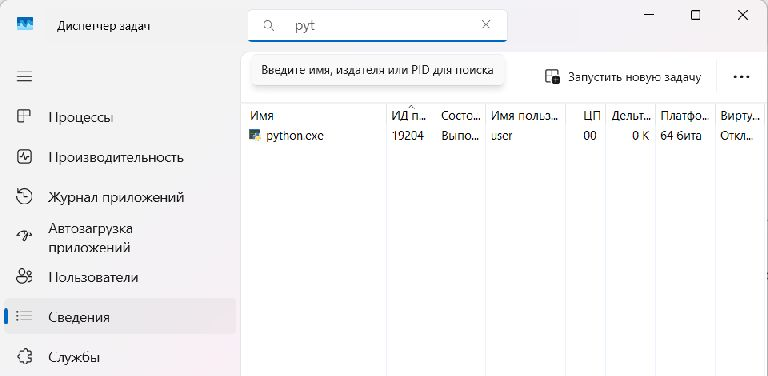 Диспетчер задач
pyt
Введите имя, издателя или PID для поиска
Запустить новую задачу
Процессы
Производительность
Журнал приложений
Автозагрузка
приложений
Пользователи
Сведения
Службы
Имя ИД п... Состо... Имя польз... ЦП Дельт... Платфо... Вирту...
python.exe 19204 Выпо... user 00 0 К 64 бита Откл...